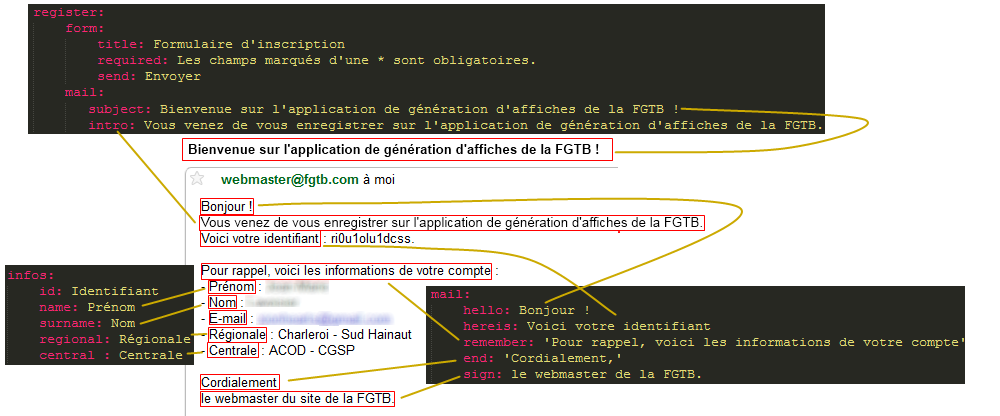 register:
form:
title: Formulaire d'inscription
required: Les champs marqués d'une * sont obligatoires.
send: Envoyer
mail:
subject: Bienvenue sur l'application de génération d'affiches de la FGTB !
intro: Vous venez de vous enregistrer sur l'application de génération d'affiches de la FGTB.
Bienvenue sur l'application de génération d'affiches de la FGTB !
webmaster@fgtb.com à moi
Bonjour !
Vous venez de vous enregistrer sur l'application de génération d'affiches de la FGTB.
Voici votre identifiant : ri0u1olu1dcss.
Pour rappel, voici les informations de votre compte :
- Prénom :
- Nom :
- E-mail :
- Régionale : Charleroi - Sud Hainaut
- Centrale : ACOD - CGSP
Cordialement
le webmaster du site de la FGTB.
infos:
id: Identifiant
name: Prénom
surname: Nom
regional: Régionale
central : Centrale
mail:
hello: Bonjour !
hereis: Voici votre identifiant
remember: 'Pour rappel, voici les informations de votre compte'
end: 'Cordialement,'
sign: le webmaster de la FGTB.